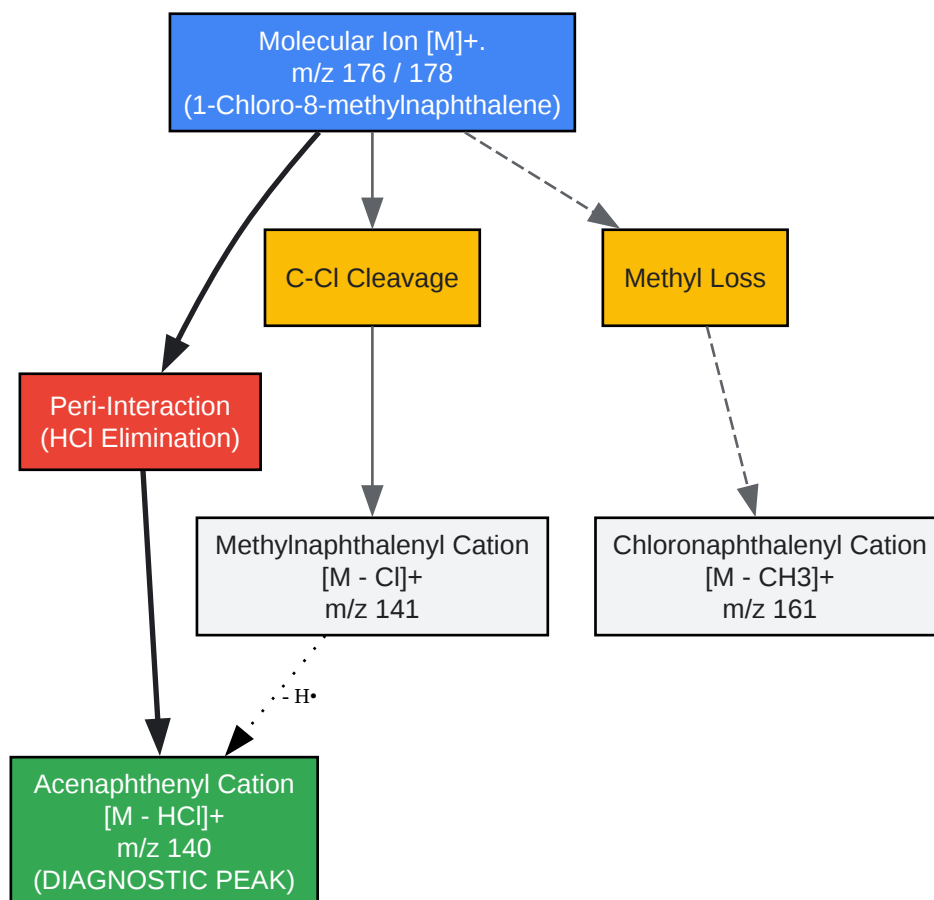 Molecular Ion [M]+.
m/z 176 / 178
(1-Chloro-8-methylnaphthalene)
C-Cl Cleavage
Methyl Loss
Peri-Interaction
(HCl Elimination)
Methylnaphthalenyl Cation
[M - Cl]+
m/z 141
Chloronaphthalenyl Cation
[M - CH3]+
m/z 161
- H•
Acenaphthenyl Cation
[M - HCl]+
m/z 140
(DIAGNOSTIC PEAK)